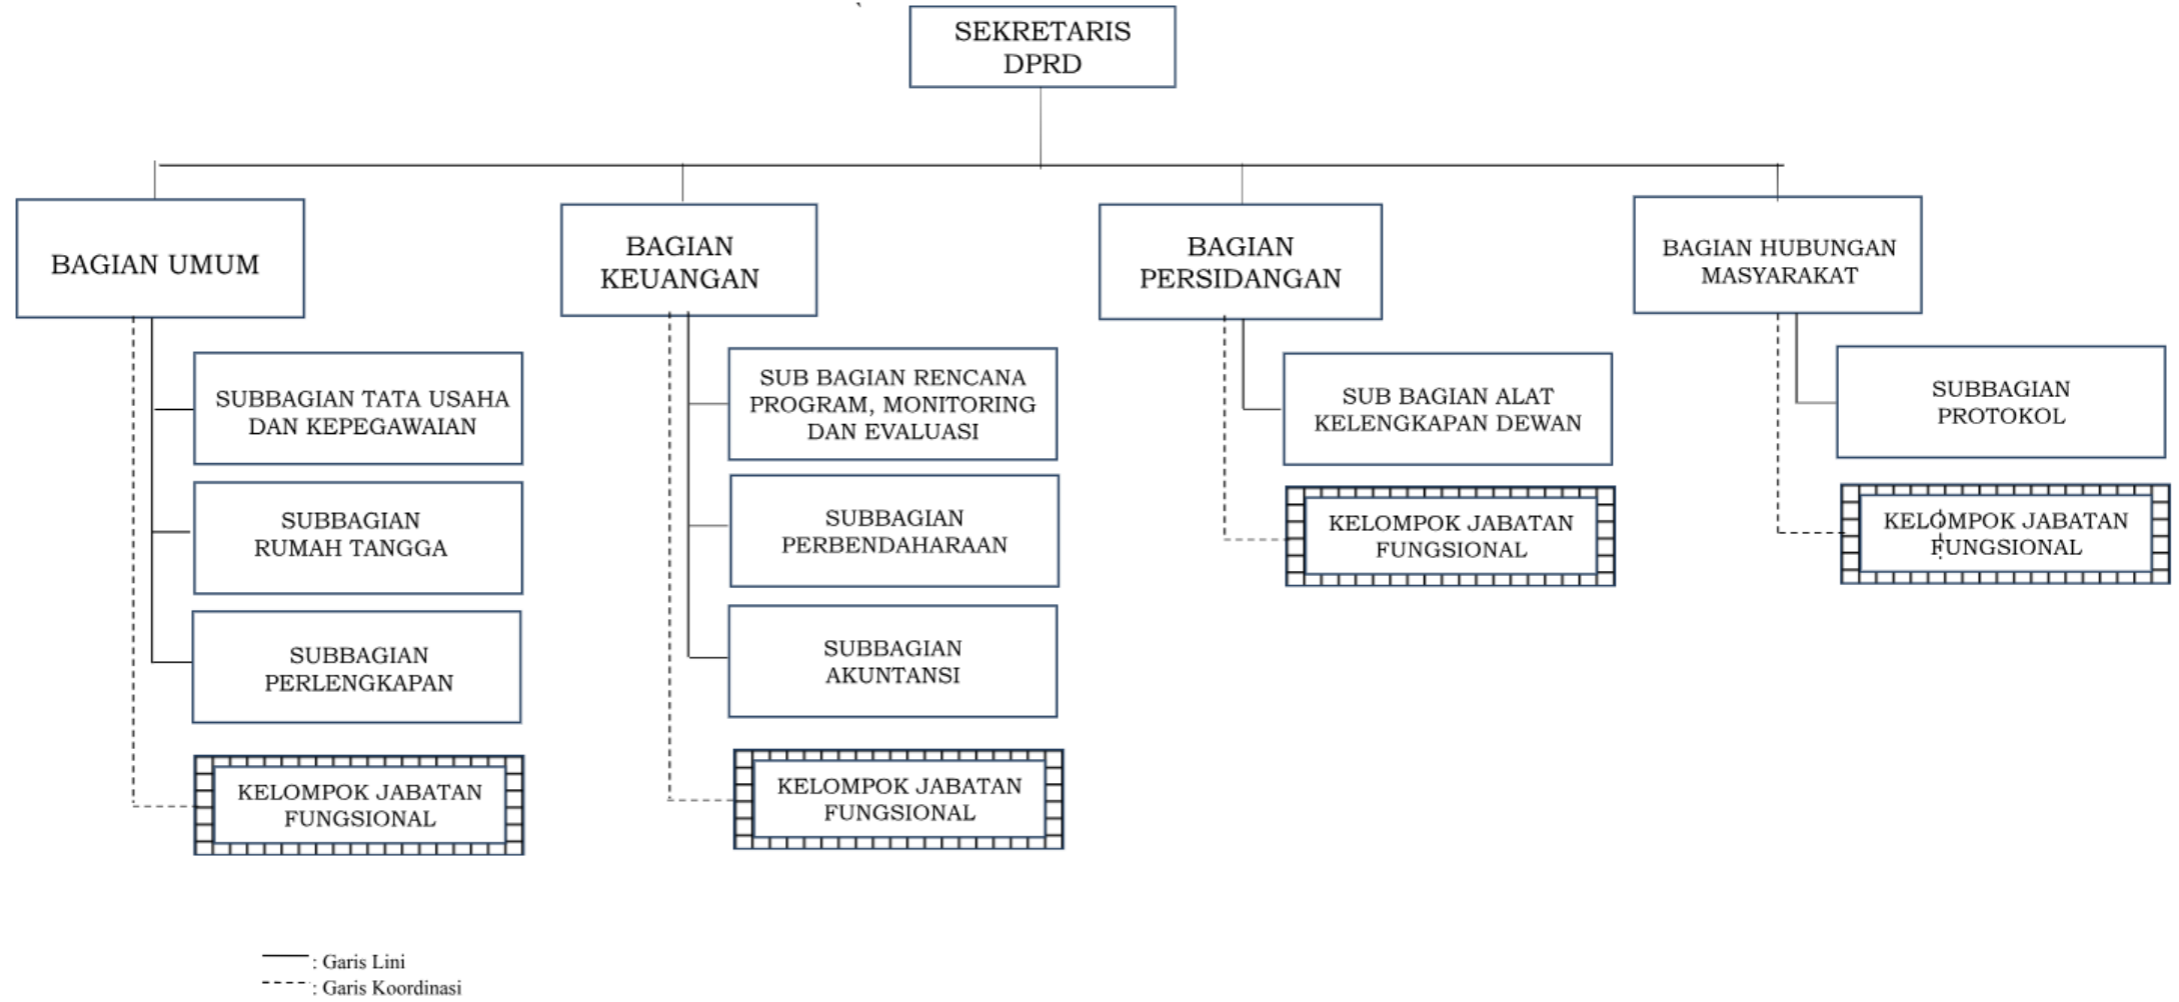 SEKRETARIS
DPRD
BAGIAN UMUM
SUBBAGIAN TATA USAHA
DAN KEPEGAWAIAN
SUBBAGIAN
RUMAH TANGGA
SUBBAGIAN
PERLENGKAPAN
KELOMPOK JABATAN
FUNGSIONAL
BAGIAN
KEUANGAN
SUB BAGIAN RENCANA
PROGRAM, MONITORING
DAN EVALUASI
SUBBAGIAN
PERBENDAHARAAN
SUBBAGIAN
AKUNTANSI
KELOMPOK JABATAN
FUNGSIONAL
BAGIAN
PERSIDANGAN
SUB BAGIAN ALAT
KELENGKAPAN DEWAN
KELOMPOK JABATAN
FUNGSIONAL
BAGIAN HUBUNGAN
MASYARAKAT
SUBBAGIAN
PROTOKOL
KELOMPOK JABATAN
FUNGSIONAL
: Garis Lini
: Garis Koordinasi